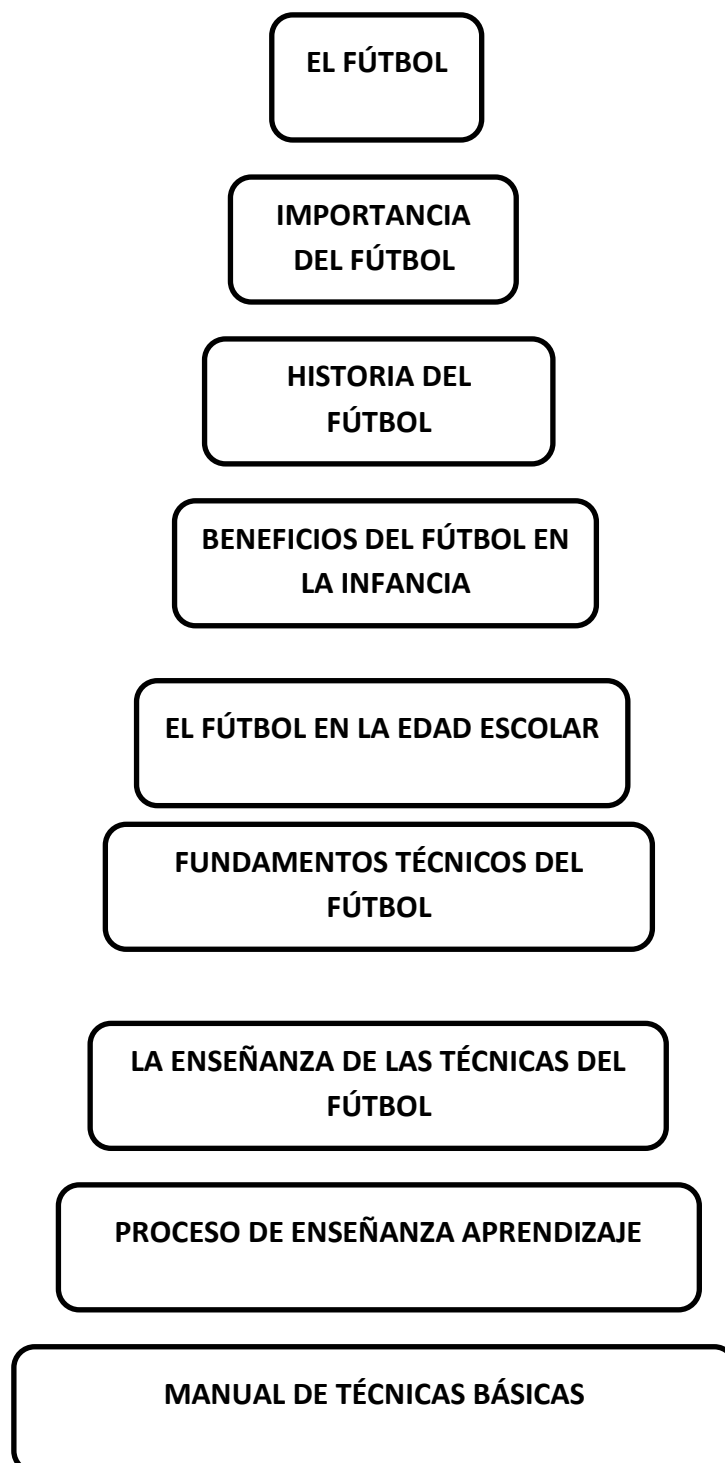 EL FÚTBOL
IMPORTANCIA
DEL FÚTBOL
HISTORIA DEL
FÚTBOL
BENEFICIOS DEL FÚTBOL EN
LA INFANCIA
EL FÚTBOL EN LA EDAD ESCOLAR
FUNDAMENTOS TÉCNICOS DEL
FÚTBOL
LA ENSEÑANZA DE LAS TÉCNICAS DEL
FÚTBOL
PROCESO DE ENSEÑANZA APRENDIZAJE
MANUAL DE TÉCNICAS BÁSICAS